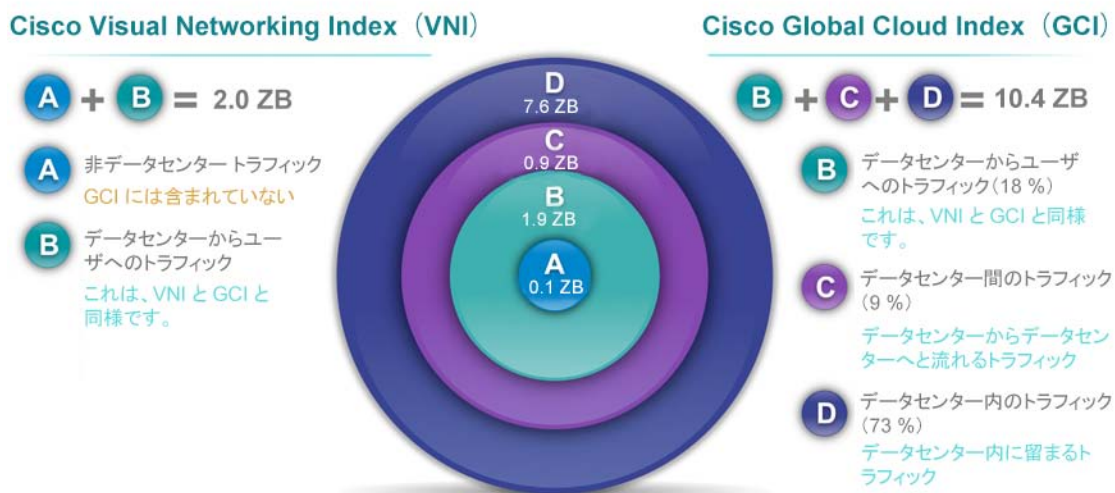 Cisco Visual Networking Index（VNI）
A + B = 2.0 ZB
A
非データセンター トラフィック
GCI には含まれていない
B
データセンターからユー
ザへのトラフィック
これは、VNI と GCI と
同様です。
D
7.6 ZB
C
0.9 ZB
B
1.9 ZB
A
0.1 ZB
Cisco Global Cloud Index（GCI）
B + C + D = 10.4 ZB
B
データセンターからユーザ
へのトラフィック(18 %)
これは、VNI と GCI と同様
です。
C
データセンター間のトラフィック
(9 %)
データセンターからデータセン
ターへと流れるトラフィック
D
データセンター内のトラフィック
(73 %)
データセンター内に留まるト
ラフィック